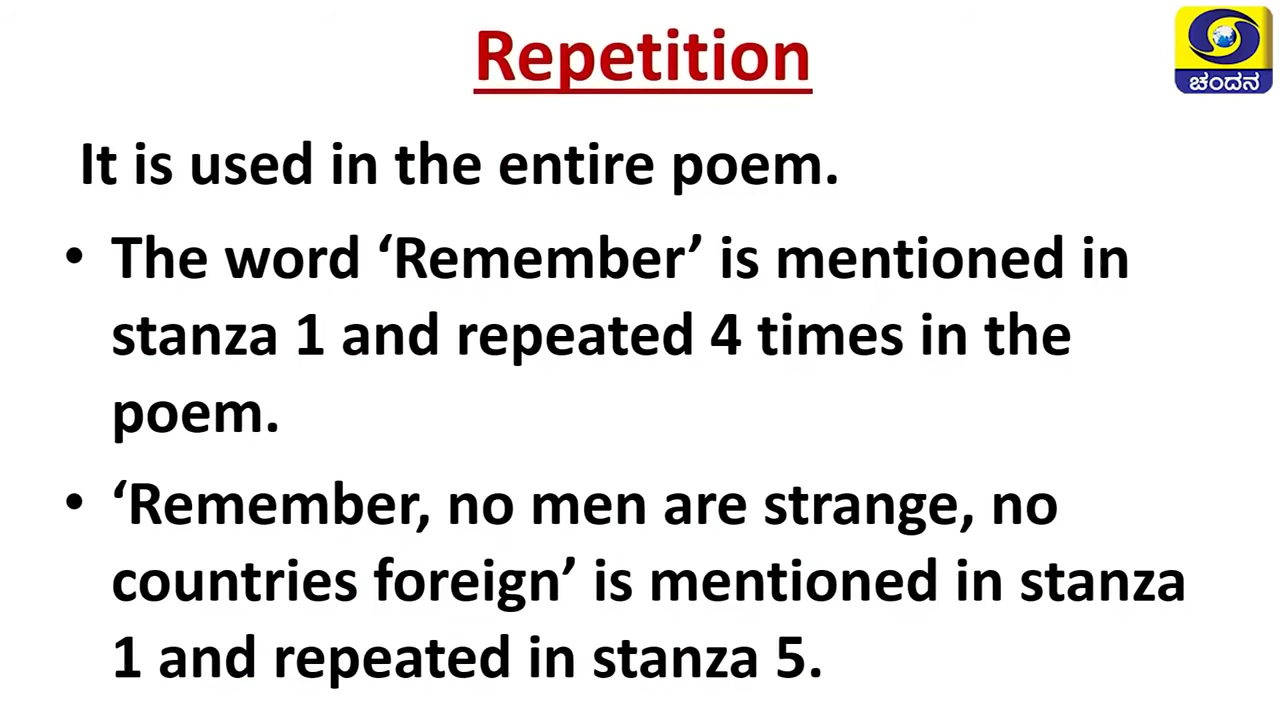 Repetition
ಚಂದನ
It is used in the entire poem.
• The word ‘Remember’ is mentioned in
stanza 1 and repeated 4 times in the
poem.
• ‘Remember, no men are strange, no
countries foreign’ is mentioned in stanza
1 and repeated in stanza 5.